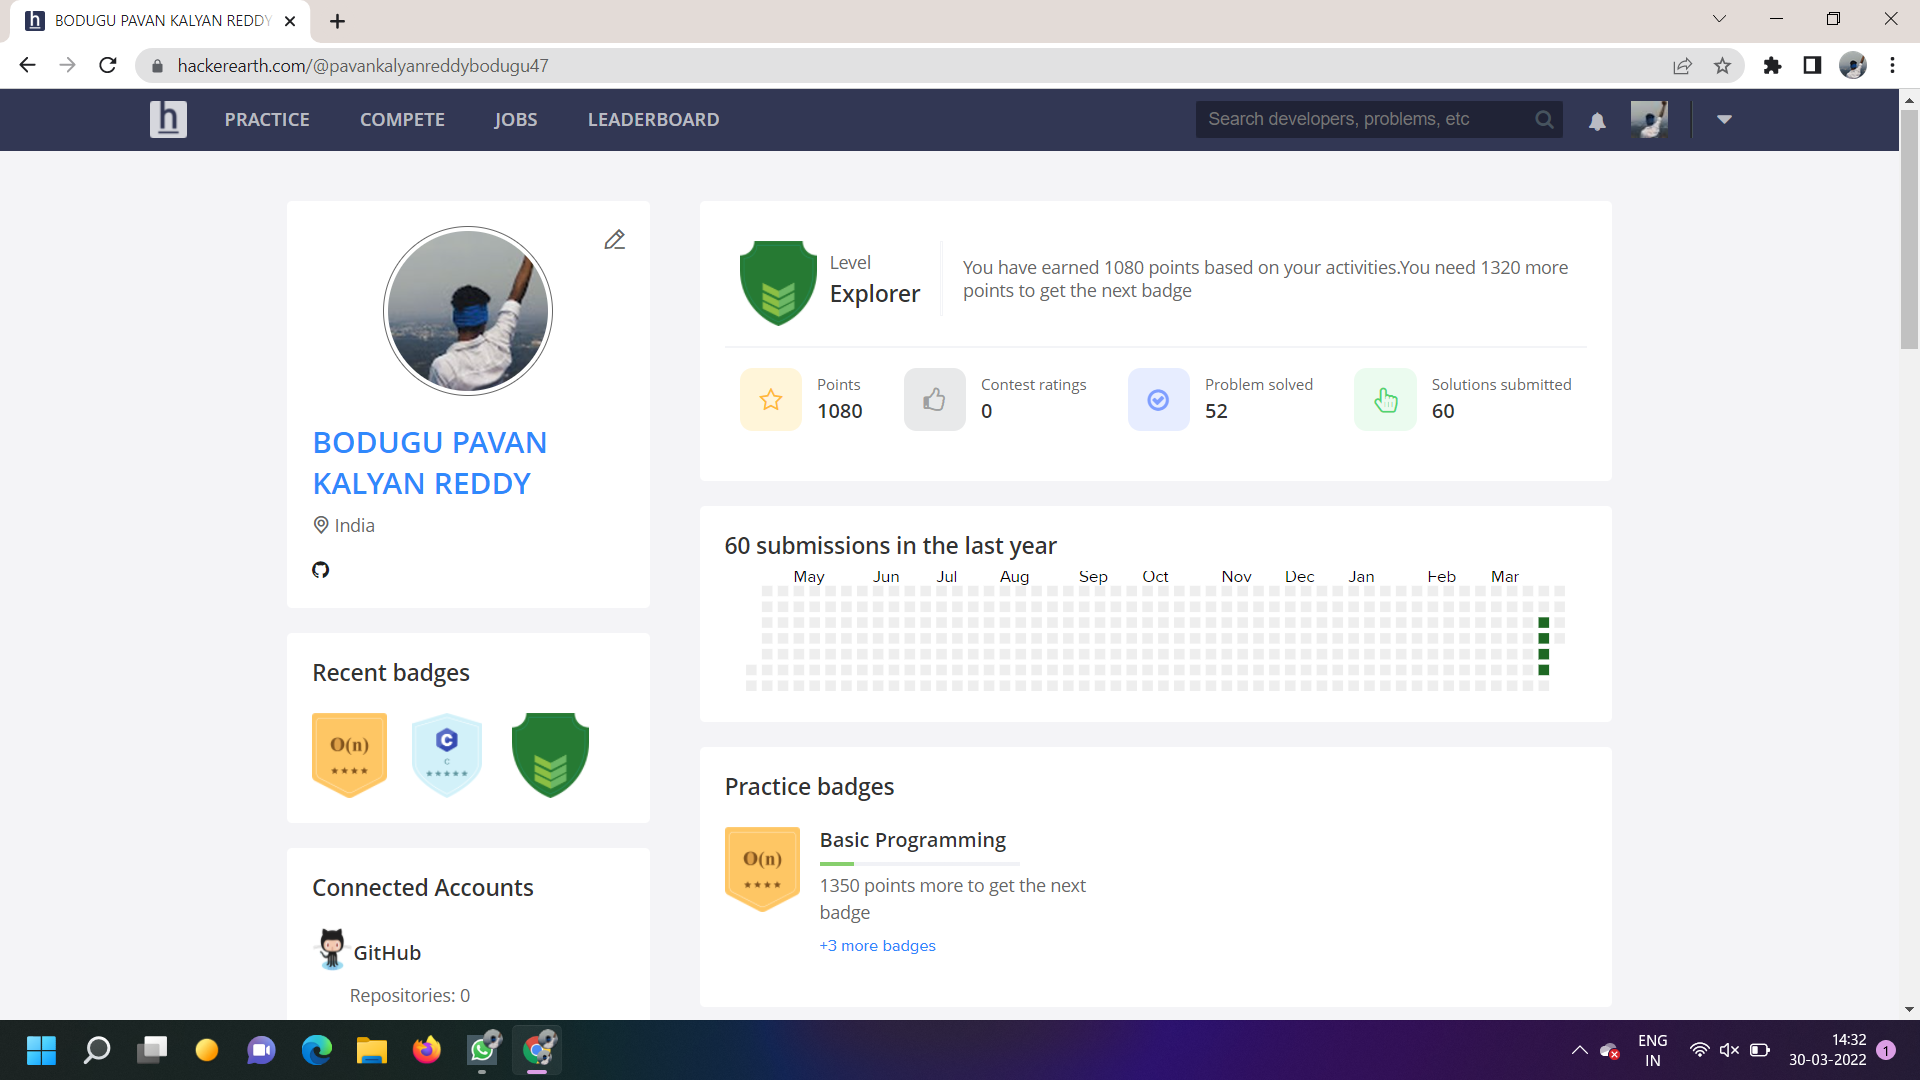 BODUGU PAVAN KALYAN REDDY
hackerearth.com/@pavankalyanreddybodugu47
h PRACTICE COMPETE JOBS LEADERBOARD Search developers, problems, etc
BODUGU PAVAN
KALYAN REDDY
India
Recent badges
O(n)
C
C
Connected Accounts
GitHub
Repositories: 0
Level
Explorer
You have earned 1080 points based on your activities.You need 1320 more
points to get the next badge
Points
1080
Contest ratings
0
Problem solved
52
Solutions submitted
60
60 submissions in the last year
May Jun Jul Aug Sep Oct Nov Dec Jan Feb Mar
Practice badges
O(n)
Basic Programming
1350 points more to get the next
badge
+3 more badges
ENG
IN
14:32
30-03-2022
1